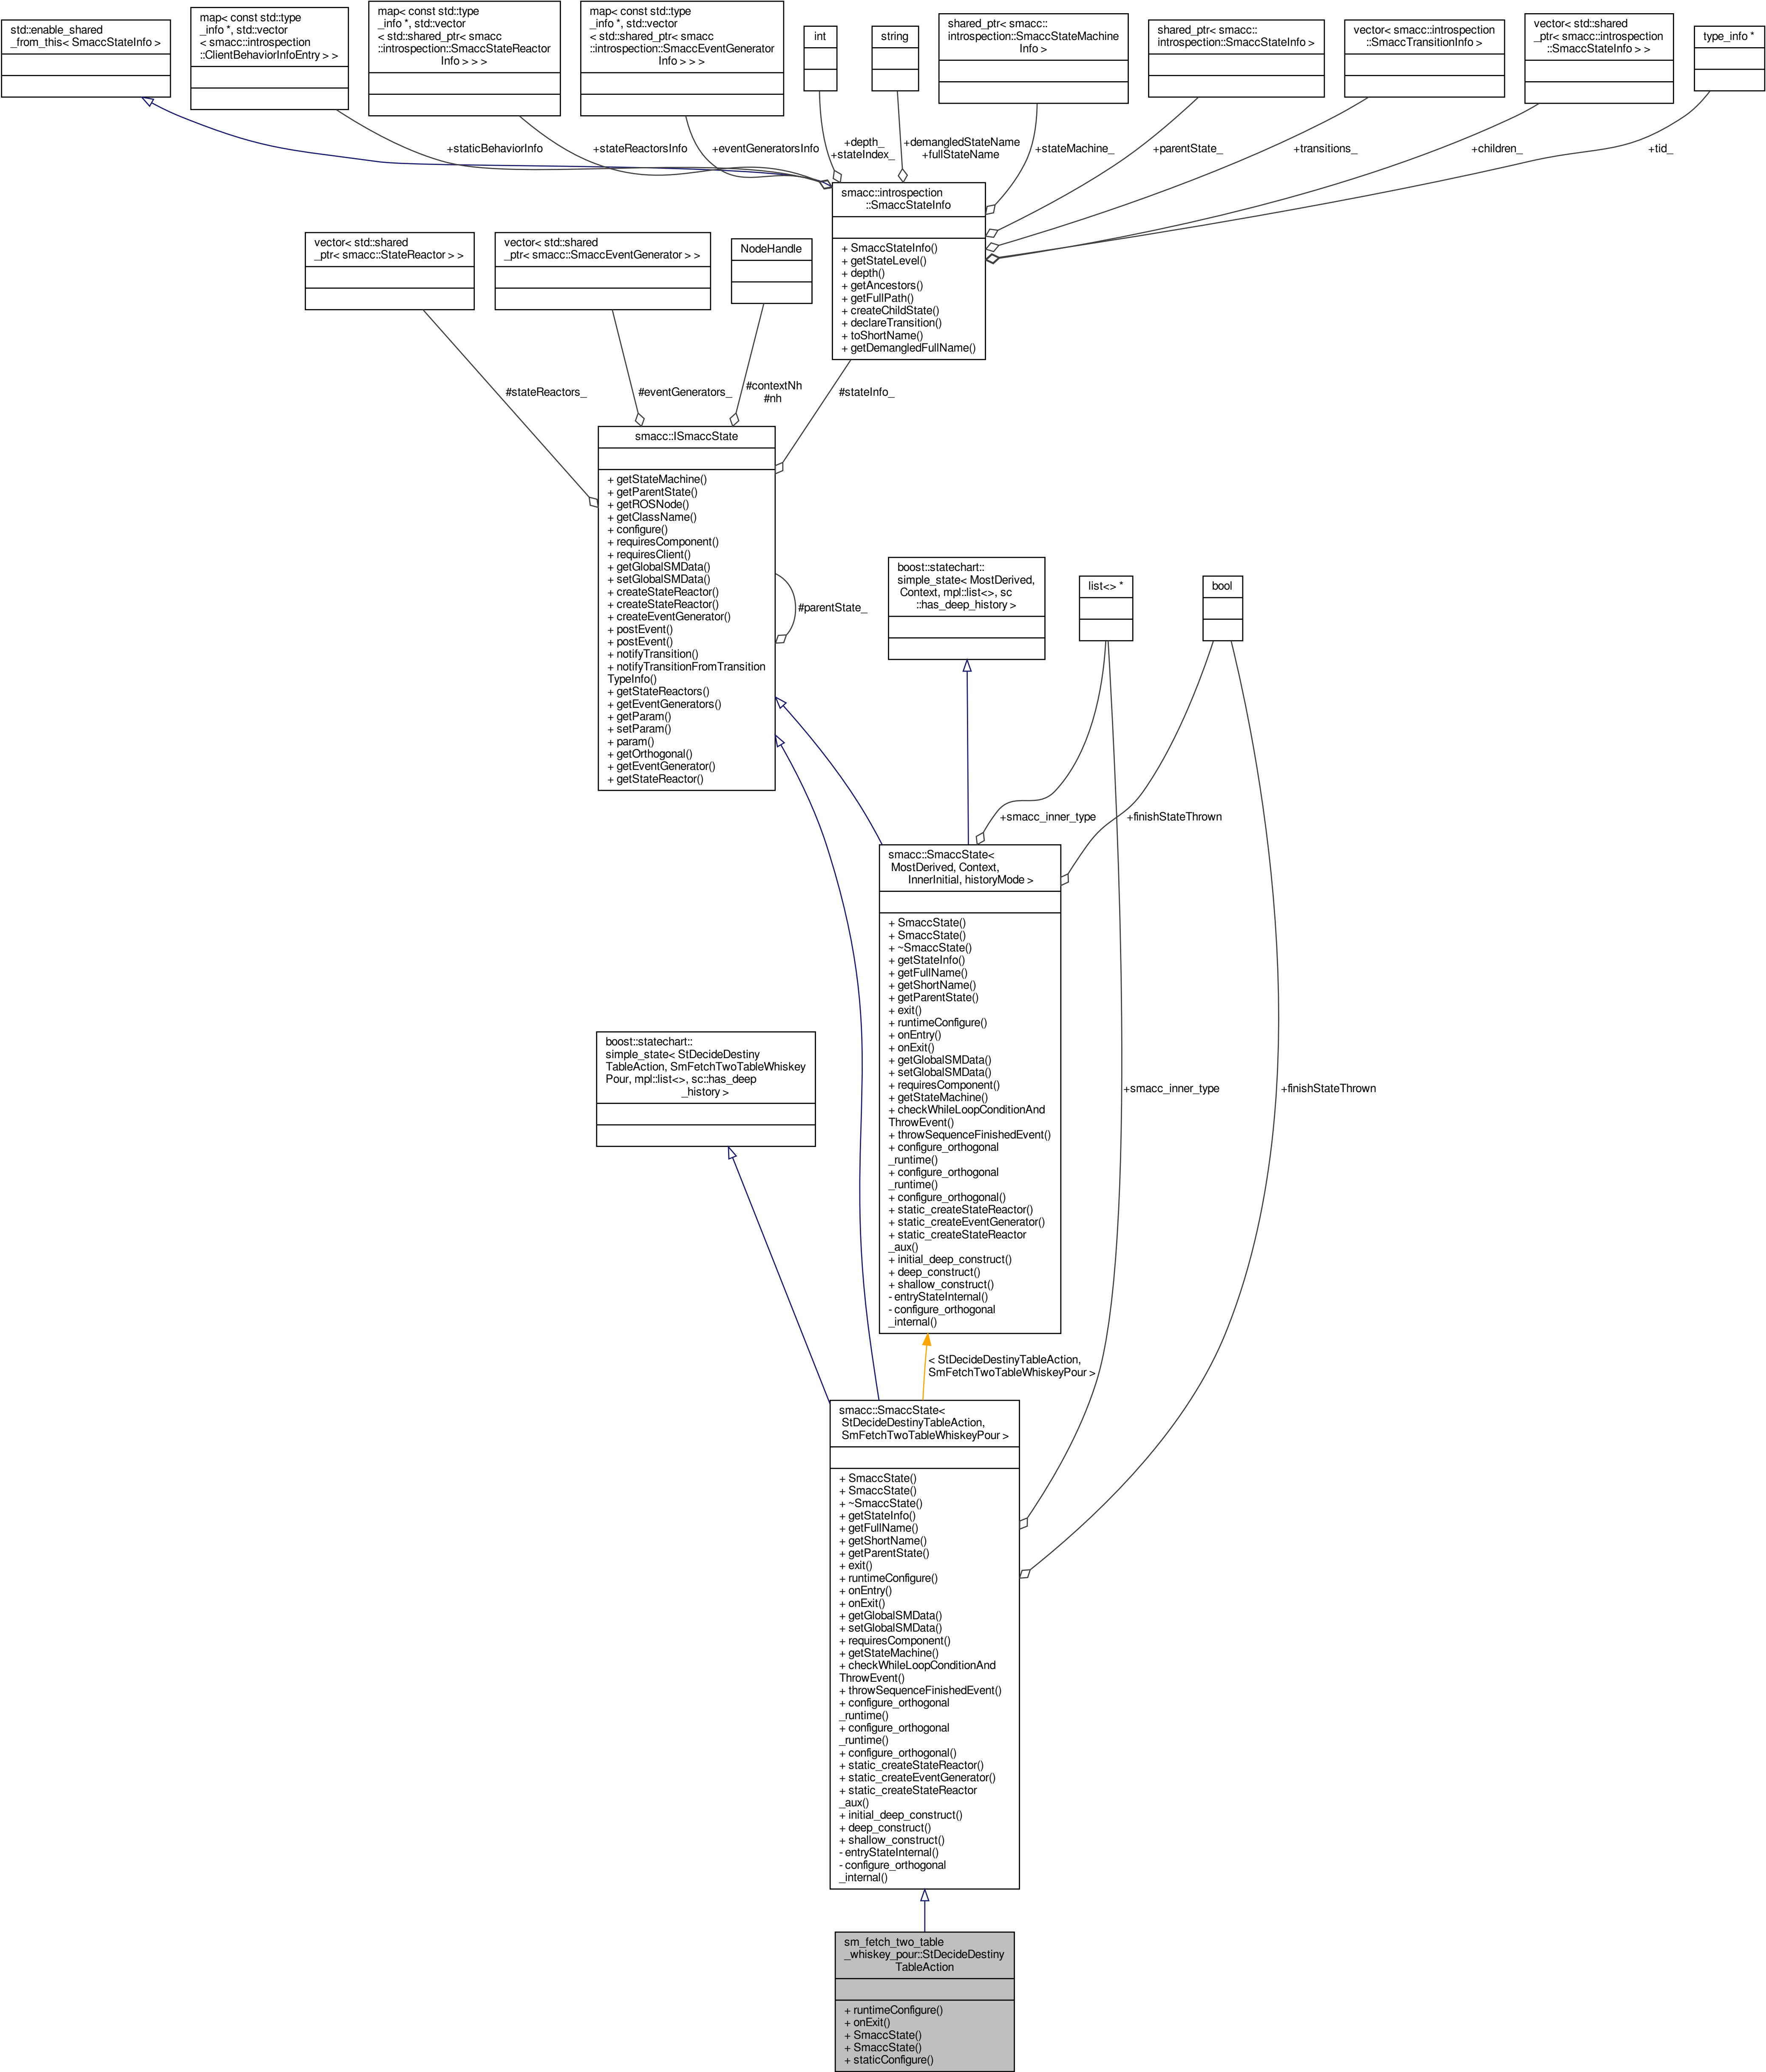 std::enable_shared
_from_this< SmaccStateInfo >
map< const std::type
_info *, std::vector
< smacc::introspection
::ClientBehaviorInfoEntry > >
map< const std::type
_info *, std::vector
< std::shared_ptr< smacc
::introspection::SmaccStateReactor
Info > > >
map< const std::type
_info *, std::vector
< std::shared_ptr< smacc
::introspection::SmaccEventGenerator
Info > > >
int
string
shared_ptr< smacc::
introspection::SmaccStateMachine
Info >
shared_ptr< smacc::
introspection::SmaccStateInfo >
vector< smacc::introspection
::SmaccTransitionInfo >
vector< std::shared
_ptr< smacc::introspection
::SmaccStateInfo > >
type_info *
+staticBehaviorInfo
+stateReactorsInfo
+eventGeneratorsInfo
+depth_
+stateIndex_
+demangledStateName
+fullStateName
+stateMachine_
+parentState_
+transitions_
+children_
+tid_
smacc::introspection
::SmaccStateInfo
+ SmaccStateInfo()
+ getStateLevel()
+ depth()
+ getAncestors()
+ getFullPath()
+ createChildState()
+ declareTransition()
+ toShortName()
+ getDemangledFullName()
vector< std::shared
_ptr< smacc::StateReactor > >
vector< std::shared
_ptr< smacc::SmaccEventGenerator > >
NodeHandle
#stateReactors_
#eventGenerators_
#contextNh
#nh
#stateInfo_
smacc::ISmaccState
+ getStateMachine()
+ getParentState()
+ getROSNode()
+ getClassName()
+ configure()
+ requiresComponent()
+ requiresClient()
+ getGlobalSMData()
+ setGlobalSMData()
+ createStateReactor()
+ createStateReactor()
+ createEventGenerator()
+ postEvent()
+ postEvent()
+ notifyTransition()
+ notifyTransitionFromTransition
TypeInfo()
+ getStateReactors()
+ getEventGenerators()
+ getParam()
+ setParam()
+ param()
+ getOrthogonal()
+ getEventGenerator()
+ getStateReactor()
#parentState_
boost::statechart::
simple_state< MostDerived,
Context, mpl::list<>, sc
::has_deep_history >
list<> *
bool
+smacc_inner_type
+finishStateThrown
smacc::SmaccState<
MostDerived, Context,
InnerInitial, historyMode >
+ SmaccState()
+ SmaccState()
+ ~SmaccState()
+ getStateInfo()
+ getFullName()
+ getShortName()
+ getParentState()
+ exit()
+ runtimeConfigure()
+ onEntry()
+ onExit()
+ getGlobalSMData()
+ setGlobalSMData()
+ requiresComponent()
+ getStateMachine()
+ checkWhileLoopConditionAnd
ThrowEvent()
+ throwSequenceFinishedEvent()
+ configure_orthogonal
_runtime()
+ configure_orthogonal
_runtime()
+ configure_orthogonal()
+ static_createStateReactor()
+ static_createEventGenerator()
+ static_createStateReactor
_aux()
+ initial_deep_construct()
+ deep_construct()
+ shallow_construct()
- entryStateInternal()
- configure_orthogonal
_internal()
boost::statechart::
simple_state< StDecideDestiny
TableAction, SmFetchTwoTableWhiskey
Pour, mpl::list<>, sc::has_deep
_history >
+smacc_inner_type
+finishStateThrown
< StDecideDestinyTableAction,
SmFetchTwoTableWhiskeyPour >
smacc::SmaccState<
StDecideDestinyTableAction,
SmFetchTwoTableWhiskeyPour >
+ SmaccState()
+ SmaccState()
+ ~SmaccState()
+ getStateInfo()
+ getFullName()
+ getShortName()
+ getParentState()
+ exit()
+ runtimeConfigure()
+ onEntry()
+ onExit()
+ getGlobalSMData()
+ setGlobalSMData()
+ requiresComponent()
+ getStateMachine()
+ checkWhileLoopConditionAnd
ThrowEvent()
+ throwSequenceFinishedEvent()
+ configure_orthogonal
_runtime()
+ configure_orthogonal
_runtime()
+ configure_orthogonal()
+ static_createStateReactor()
+ static_createEventGenerator()
+ static_createStateReactor
_aux()
+ initial_deep_construct()
+ deep_construct()
+ shallow_construct()
- entryStateInternal()
- configure_orthogonal
_internal()
sm_fetch_two_table
_whiskey_pour::StDecideDestiny
TableAction
+ runtimeConfigure()
+ onExit()
+ SmaccState()
+ SmaccState()
+ staticConfigure()